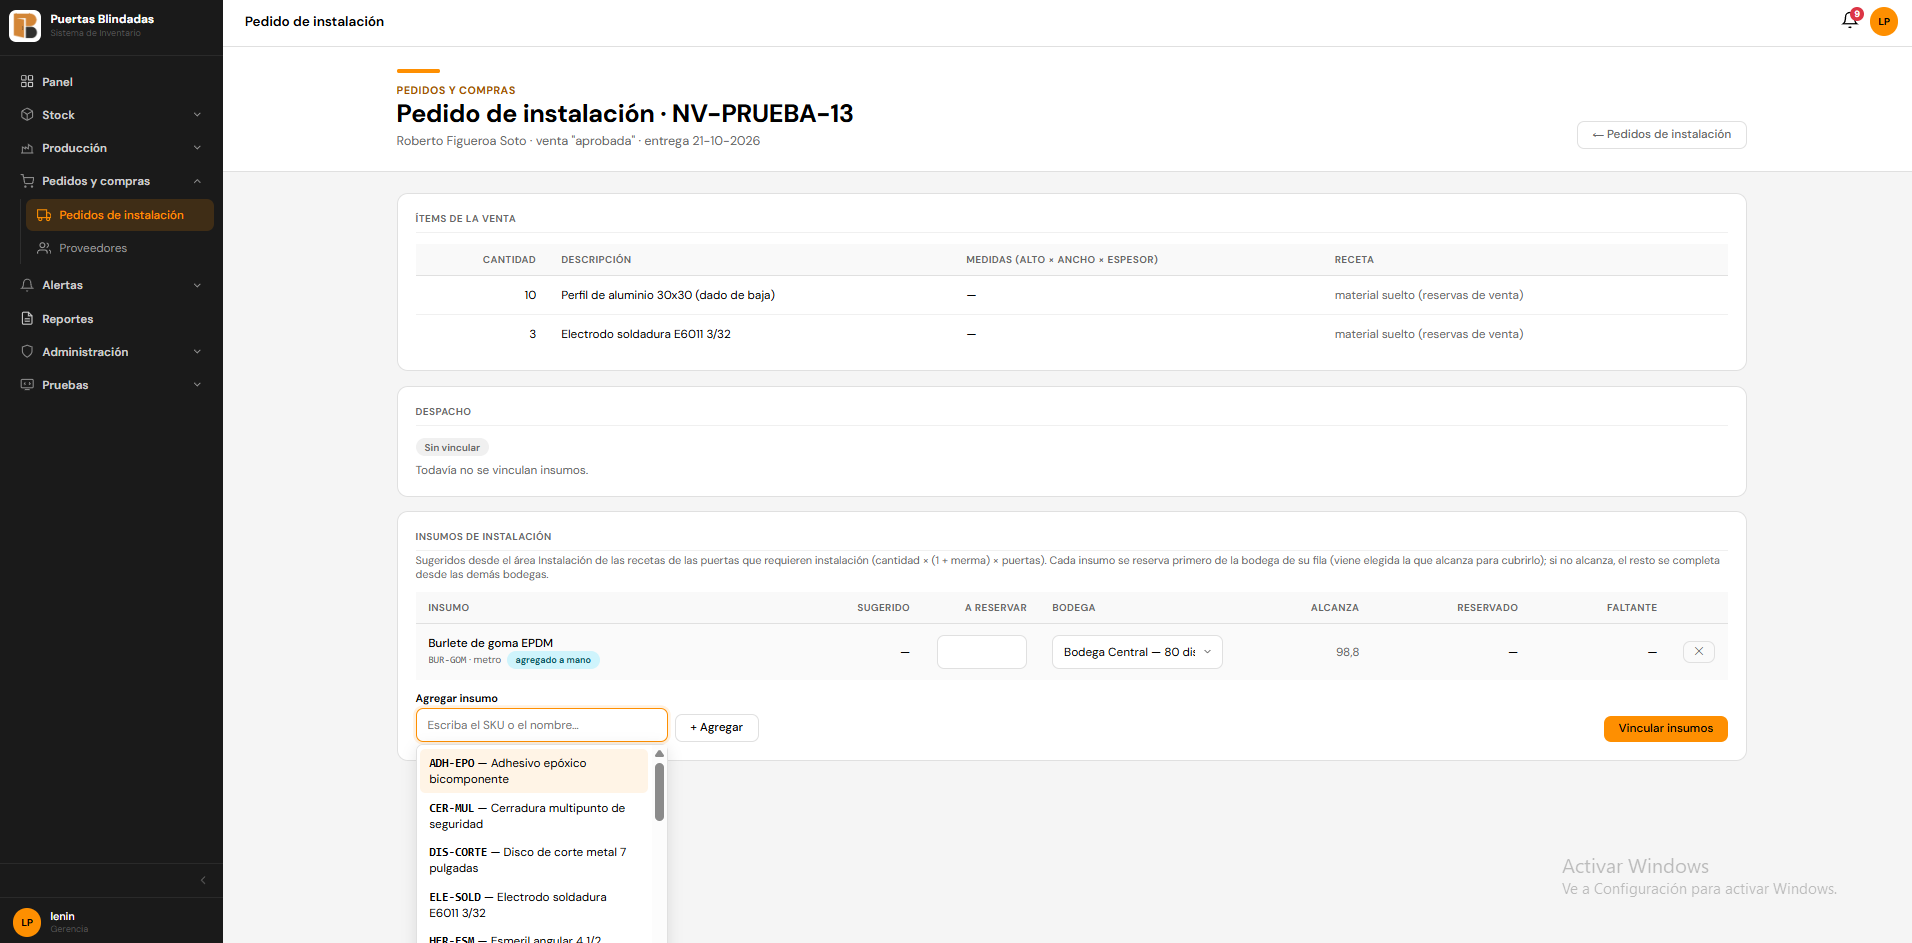 Puertas Blindadas
Sistema de Inventario
Panel
Stock
Producción
Pedidos y compras
Pedidos de instalación
Proveedores
Alertas
Reportes
Administración
Pruebas
LP
lenin
Gerencia
Pedido de instalación
9
LP
PEDIDOS Y COMPRAS
Pedido de instalación · NV-PRUEBA-13
Roberto Figueroa Soto · venta "aprobada" · entrega 21-10-2026
← Pedidos de instalación
ÍTEMS DE LA VENTA
CANTIDAD DESCRIPCIÓN MEDIDAS (ALTO × ANCHO × ESPESOR) RECETA
10 Perfil de aluminio 30x30 (dado de baja) — material suelto (reservas de venta)
3 Electrodo soldadura E6011 3/32 — material suelto (reservas de venta)
DESPACHO
Sin vincular
Todavía no se vinculan insumos.
INSUMOS DE INSTALACIÓN
Sugeridos desde el área Instalación de las recetas de las puertas que requieren instalación (cantidad × (1 + merma) × puertas). Cada insumo se reserva primero de la bodega de su fila (viene elegida la que alcanza para cubrirlo); si no alcanza, el resto se completa
desde las demás bodegas.
INSUMO SUGERIDO A RESERVAR BODEGA ALCANZA RESERVADO FALTANTE
Burlete de goma EPDM
BUR-GOM · metro agregado a mano — Bodega Central — 80 dis 98,8 — —
Agregar insumo
Escriba el SKU o el nombre...
+ Agregar
Vincular insumos
ADH-EPO — Adhesivo epóxico
bicomponente
CER-MUL — Cerradura multipunto de
seguridad
DIS-CORTE — Disco de corte metal 7
pulgadas
ELE-SOLD — Electrodo soldadura
E6011 3/32
HER-ESM — Esmeril angular 4 1/2
Activar Windows
Ve a Configuración para activar Windows.